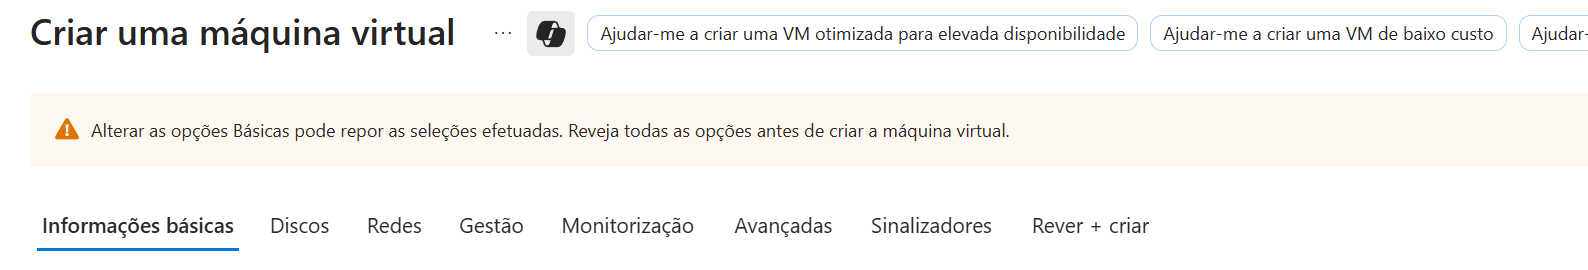 Criar uma máquina virtual ... Ajudar-me a criar uma VM otimizada para elevada disponibilidade Ajudar-me a criar uma VM de baixo custo Ajudar-
Alterar as opções Básicas pode repor as seleções efetuadas. Reveja todas as opções antes de criar a máquina virtual.
Informações básicas Discos Redes Gestão Monitorização Avançadas Sinalizadores Rever + criar